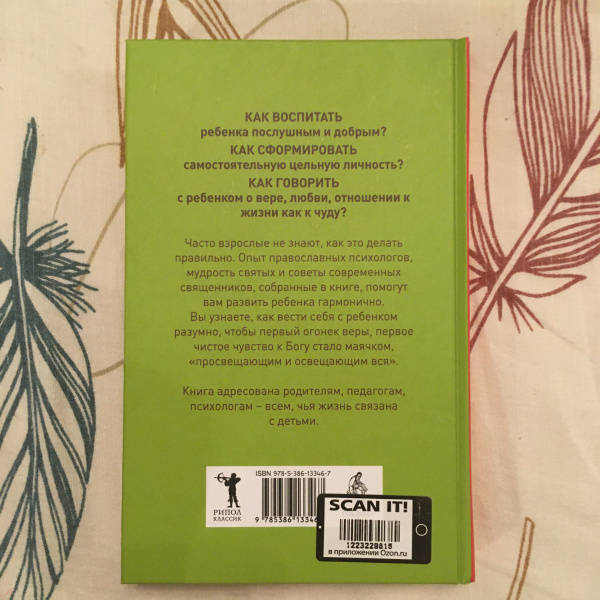 КАК ВОСПИТАТЬ
ребенка послушным и добрым?
КАК СФОРМИРОВАТЬ
самостоятельную цельную личность?
КАК ГОВОРИТЬ
с ребенком о вере, любви, отношении к
жизни как к чуду?
Часто взрослые не знают, как это делать
правильно. Опыт православных психологов,
мудрость святых и советы современных
священников, собранные в книге, помогут
вам развить ребенка гармонично.
Вы узнаете, как вести себя с ребенком
разумно, чтобы первый огонек веры, первое
чистое чувство к Богу стало маячком,
«просвещающим и освещающим вся».
Книга адресована родителям, педагогам,
психологам – всем, чья жизнь связана
с детьми.
ISBN 978-5-386-13346-7
РИПОЛ
КЛАССИК
9 785386 13346
SCAN IT!
1223229815
в приложении Ozon.ru